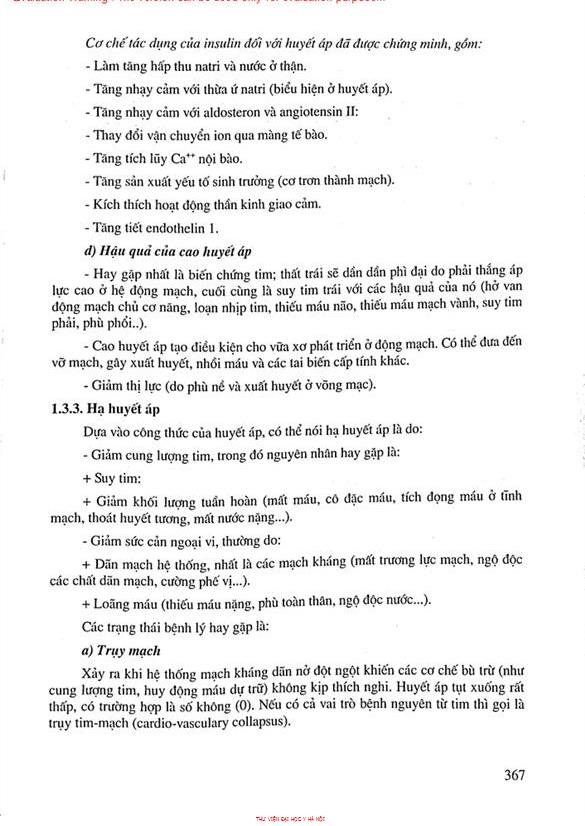 Cơ chế tác dụng của insulin đối với huyết áp đã được chứng minh, gồm:
- Làm tăng hấp thu natri và nước ở thận.
- Tăng nhạy cảm với thừa ứ natri (biểu hiện ở huyết áp).
- Tăng nhạy cảm với aldosteron và angiotensin II:
- Thay đổi vận chuyển ion qua màng tế bào.
- Tăng tích lũy Ca⁺⁺ nội bào.
- Tăng sản xuất yếu tố sinh trưởng (cơ trơn thành mạch).
- Kích thích hoạt động thần kinh giao cảm.
- Tăng tiết endothelin 1.
d) Hậu quả của cao huyết áp
- Hay gặp nhất là biến chứng tim; thất trái sẽ dần dần phì đại do phải thắng áp
lực cao ở hệ động mạch, cuối cùng là suy tim trái với các hậu quả của nó (hở van
động mạch chủ cơ năng, loạn nhịp tim, thiếu máu não, thiếu máu mạch vành, suy tim
phải, phù phổi..).
- Cao huyết áp tạo điều kiện cho vữa xơ phát triển ở động mạch. Có thể đưa đến
vỡ mạch, gây xuất huyết, nhồi máu và các tai biến cấp tính khác.
- Giảm thị lực (do phù nề và xuất huyết ở võng mạc).
1.3.3. Hạ huyết áp
Dựa vào công thức của huyết áp, có thể nói hạ huyết áp là do:
- Giảm cung lượng tim, trong đó nguyên nhân hay gặp là:
+ Suy tim:
+ Giảm khối lượng tuần hoàn (mất máu, cô đặc máu, tích đọng máu ở tĩnh
mạch, thoát huyết tương, mất nước nặng...).
- Giảm sức cản ngoại vi, thường do:
+ Dãn mạch hệ thống, nhất là các mạch kháng (mất trương lực mạch, ngộ độc
các chất dãn mạch, cường phế vị...).
+ Loãng máu (thiếu máu nặng, phù toàn thân, ngộ độc nước...).
Các trạng thái bệnh lý hay gặp là:
a) Trụy mạch
Xảy ra khi hệ thống mạch kháng dãn nở đột ngột khiến các cơ chế bù trừ (như
cung lượng tim, huy động máu dự trữ) không kịp thích nghi. Huyết áp tụt xuống rất
thấp, có trường hợp là số không (0). Nếu có cả vai trò bệnh nguyên từ tim thì gọi là
trụy tim-mạch (cardio-vasculary collapsus).
367
THƯ VIỆN ĐẠI HỌC Y HÀ NỘI